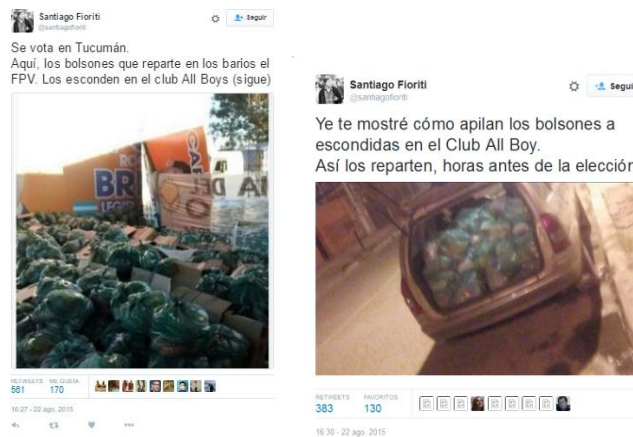 Santiago Fioriti
@santiagofioriti
Seguir
Se vota en Tucumán.
Aquí, los bolsones que reparte en los barios el
FPV. Los esconden en el club All Boys (sigue)
BR
RETWEETS ME GUSTA
561 170
16:27 - 22 ago. 2015
Santiago Fioriti
@santiagofioriti
Segui
Ye te mostré cómo apilan los bolsones a
escondidas en el Club All Boy.
Así los reparten, horas antes de la elección
RETWEETS FAVORITOS
383 130
16:30 - 22 ago. 2015